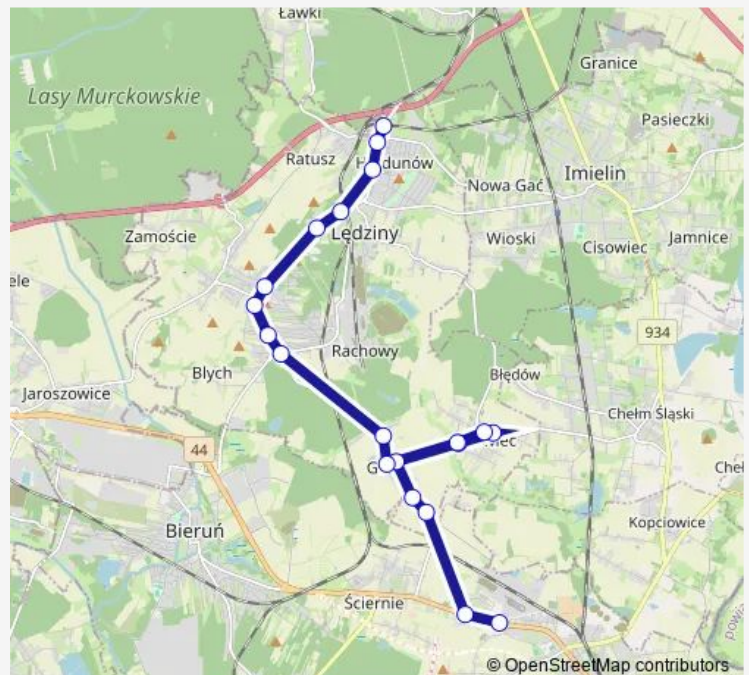 Ławki
Granice
Lasy Murckowskie
Pasieczki
Ratusz
Imielin
Nowa Gać
Zamoście
Lędziny
Wioski
Cisowiec
Jamnice
934
Rachowy
Błędów
Blych
Jaroszowice
Chełm Śląski
44
Bieruń
Kopciowice
Ściernie
© OpenStreetMap contributors